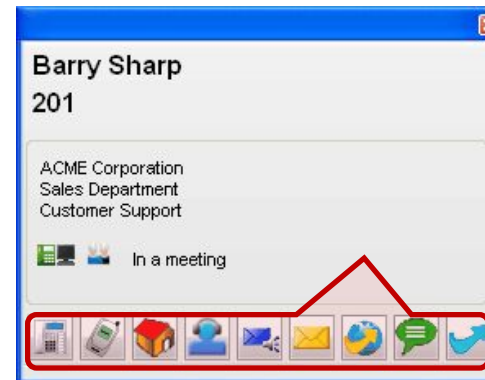 Barry Sharp
201
ACME Corporation
Sales Department
Customer Support
In a meeting